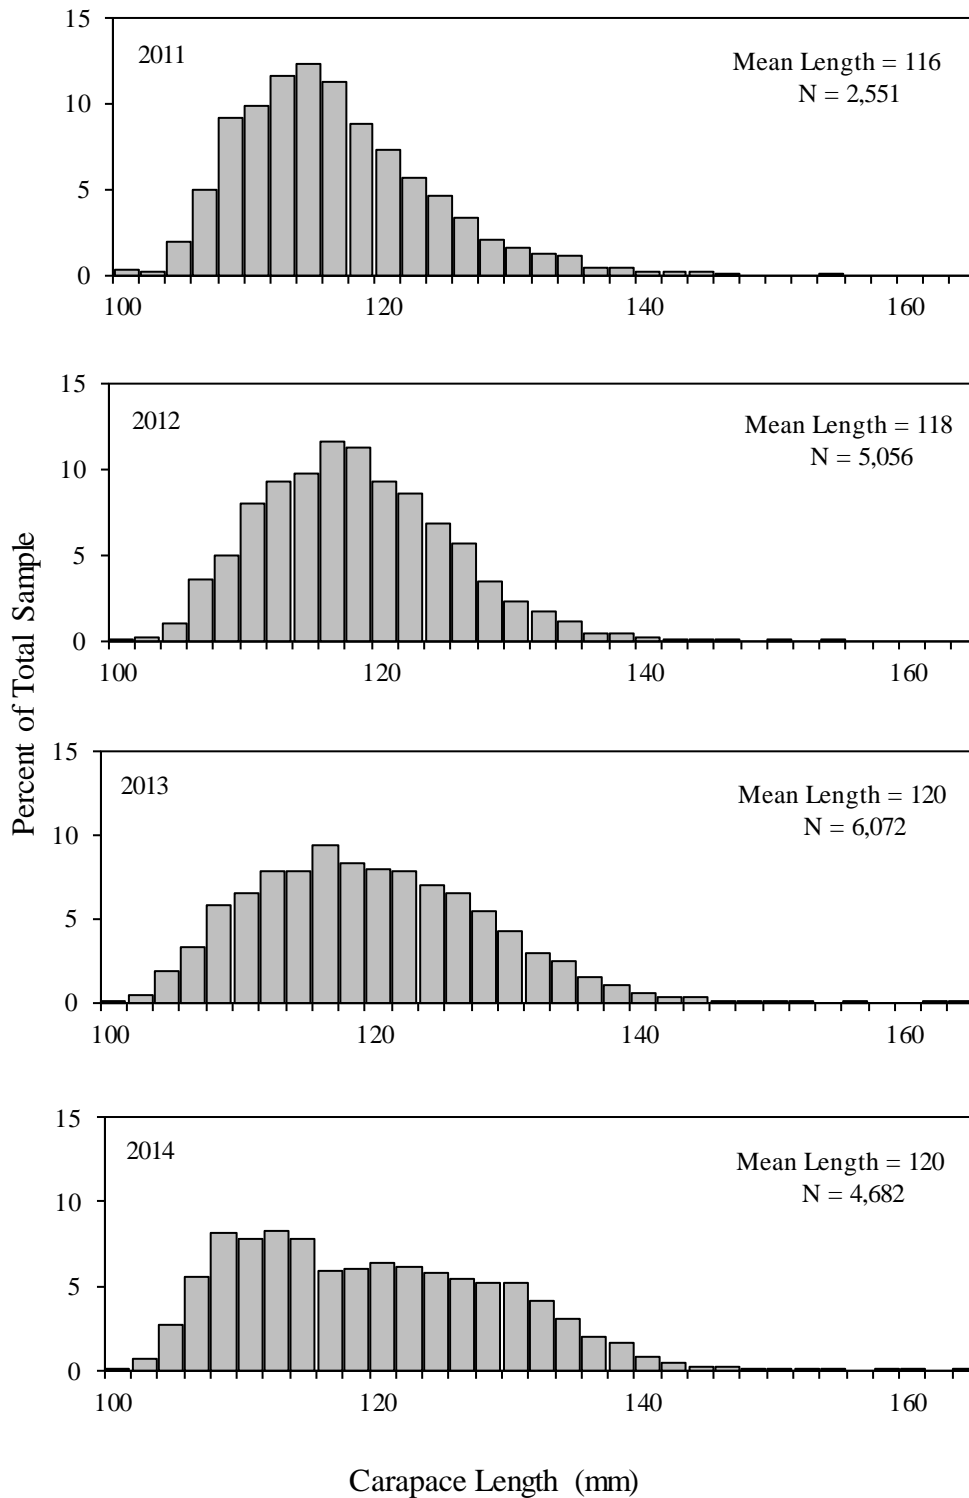 15
2011
Mean Length = 116
N = 2,551
10
5
0
100 120 140 160
15
2012
Mean Length = 118
N = 5,056
10
5
0
100 120 140 160
Percent of Total Sample
15
2013
Mean Length = 120
N = 6,072
10
5
0
100 120 140 160
15
2014
Mean Length = 120
N = 4,682
10
5
0
100 120 140 160
Carapace Length (mm)